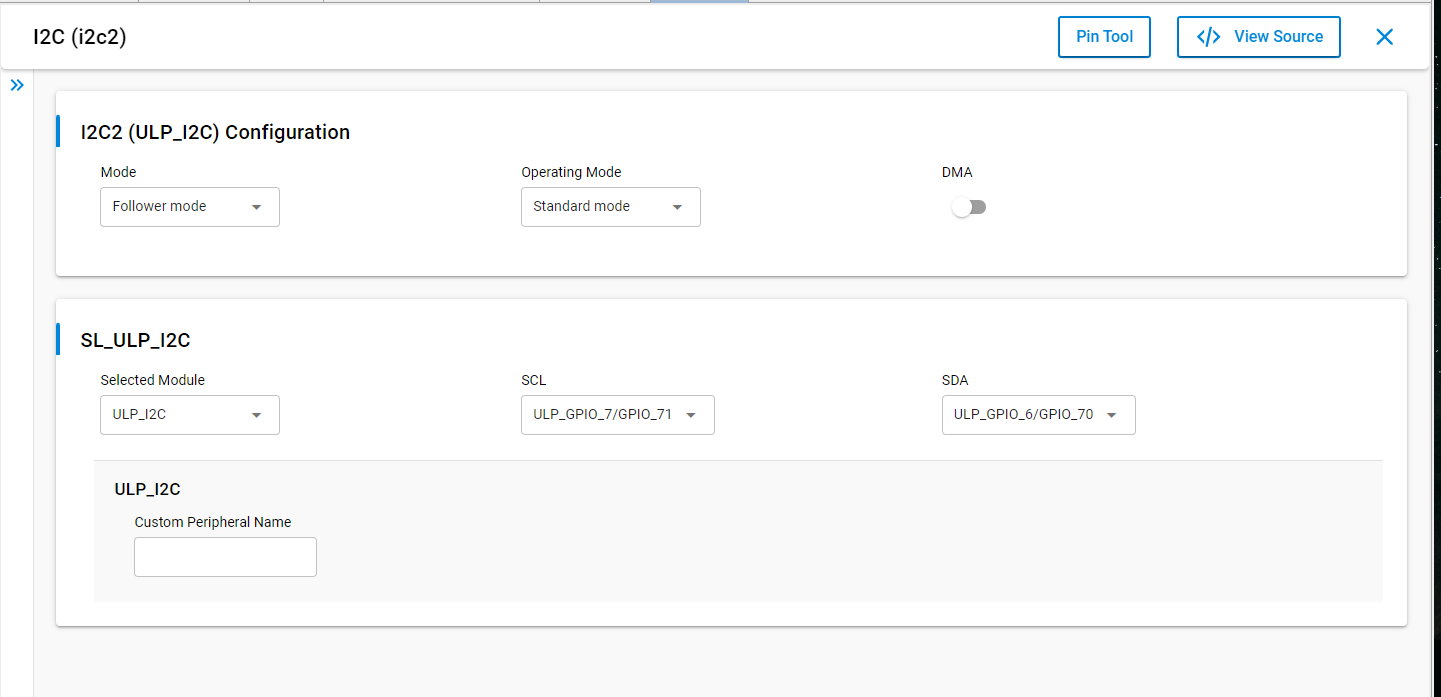 I2C (i2c2)
Pin Tool
</> View Source
I2C2 (ULP_I2C) Configuration
Mode
Operating Mode
DMA
Follower mode
Standard mode
SL_ULP_I2C
Selected Module
SCL
SDA
ULP_I2C
ULP_GPIO_7/GPIO_71
ULP_GPIO_6/GPIO_70
ULP_I2C
Custom Peripheral Name